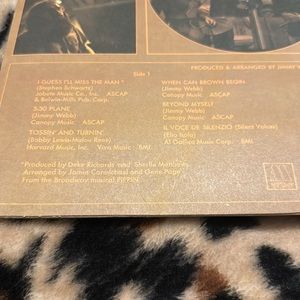 PRODUCED & ARRANGED BY JIMMY
Side 1
I GUESS I'LL MISS THE MAN *
(Stephen Schwartz)
Jobete Music Co., Inc. ASCAP
& Belwin-Mills Pub. Corp.
5:30 PLANE
(Jimmy Webb)
Canopy Music ASCAP
TOSSIN' AND TURNIN'
(Bobby Lewis-Malou Rene)
Harvard Music, Inc. Vera Music BMI
WHEN CAN BROWN BEGIN
(Jimmy Webb)
Canopy Music ASCAP
BEYOND MYSELF
(Jimmy Webb)
Canopy Music ASCAP
IL VOCE DE SILENZIO (Silent Voices)
(Elio Isola)
Al Gallico Music Corp. BMI
*Produced by Deke Richards and Sherlie Matthews
Arranged by Jamie and Gene Page
From the Broadway musical PIPPIN
M